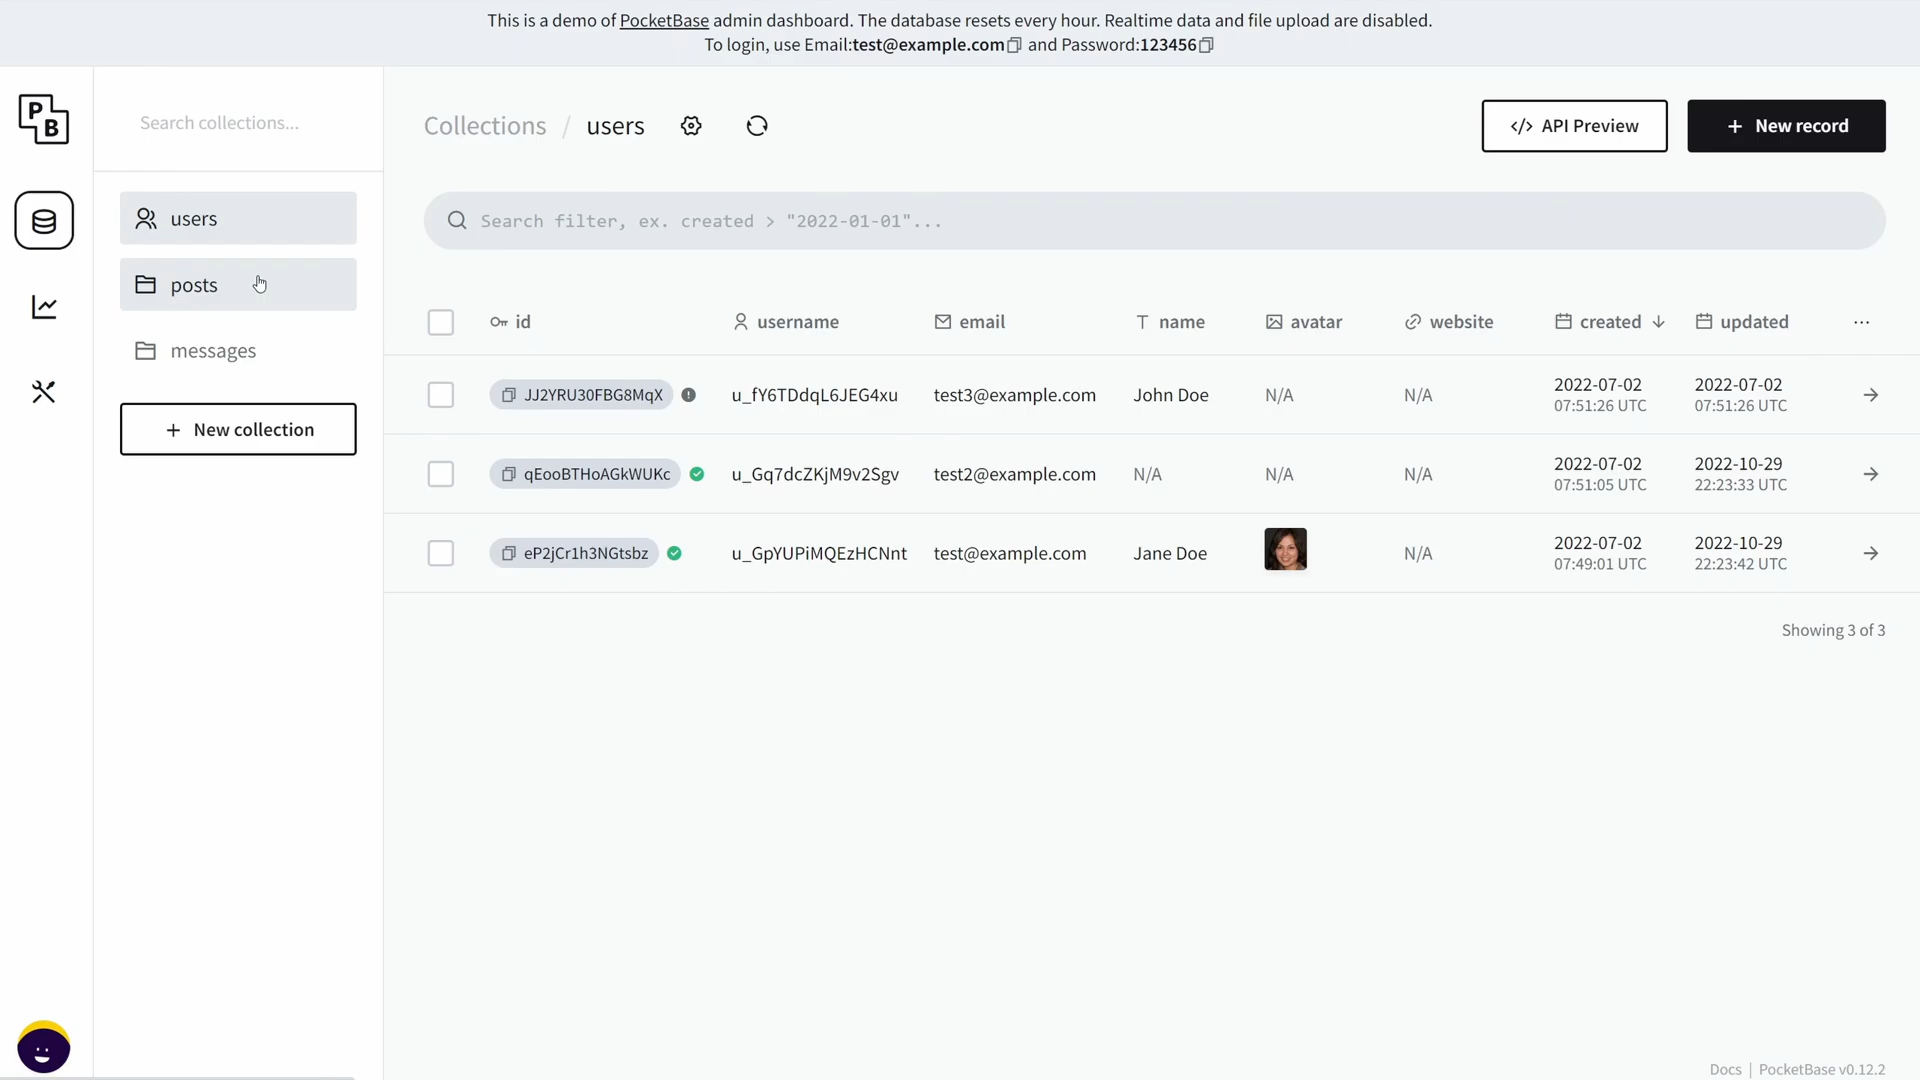 This is a demo of PocketBase admin dashboard. The database resets every hour. Realtime data and file upload are disabled.
To login, use Email:test@example.com and Password:123456
PB
Search collections...
users
posts
messages
+ New collection
Collections / users
</> API Preview
+ New record
Search filter, ex. created > "2022-01-01"...
id username email name avatar website created updated ...
JJ2YRU30FBG8MqX u_fY6TDdqL6JEG4xu test3@example.com John Doe N/A N/A 2022-07-02 07:51:26 UTC 2022-07-02 07:51:26 UTC
qEooBTHoAGkWUKc u_Gq7dcZKjM9v2Sgv test2@example.com N/A N/A N/A 2022-07-02 07:51:05 UTC 2022-10-29 22:23:33 UTC
eP2jCr1h3NGtsbz u_GpYUPiMQEzHCNnt test@example.com Jane Doe N/A 2022-07-02 07:49:01 UTC 2022-10-29 22:23:42 UTC
Showing 3 of 3
Docs | PocketBase v0.12.2